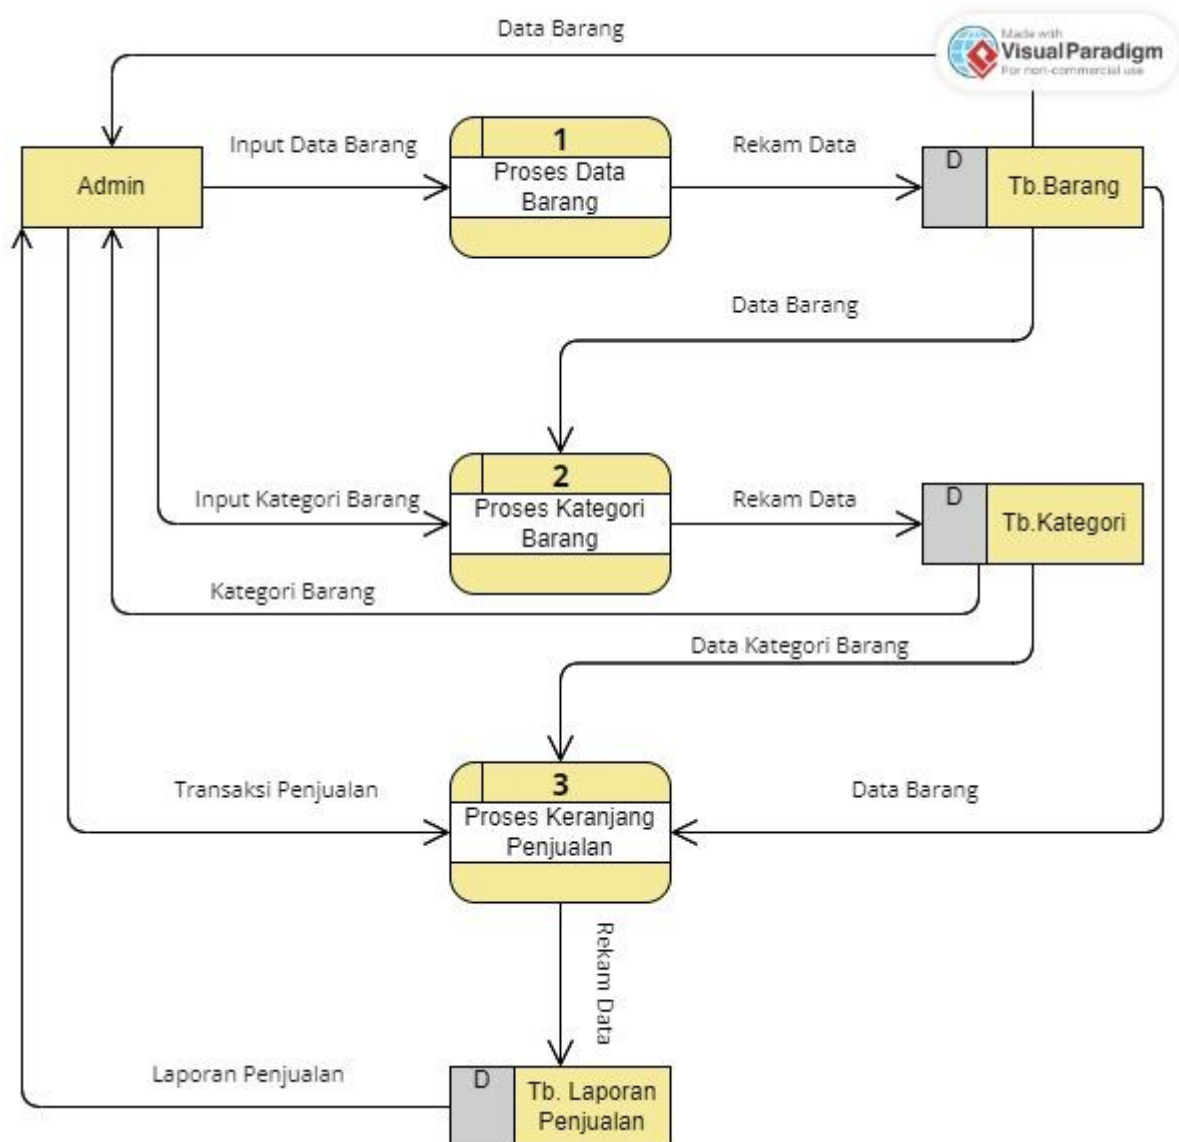 Data Barang
Made with
Visual Paradigm
For non-commercial use
Input Data Barang
1
Rekam Data
D
Admin
Proses Data
Barang
Tb.Barang
Data Barang
2
Input Kategori Barang
Rekam Data
D
Proses Kategori
Barang
Tb.Kategori
Kategori Barang
Data Kategori Barang
3
Transaksi Penjualan
Data Barang
Proses Keranjang
Penjualan
Rekam Data
Laporan Penjualan
D
Tb. Laporan
Penjualan